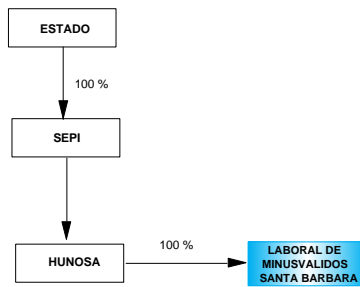 ESTADO
100 %
SEPI
100 %
HUNOSA
LABORAL DE
MINUSVALIDOS
SANTA BARBARA